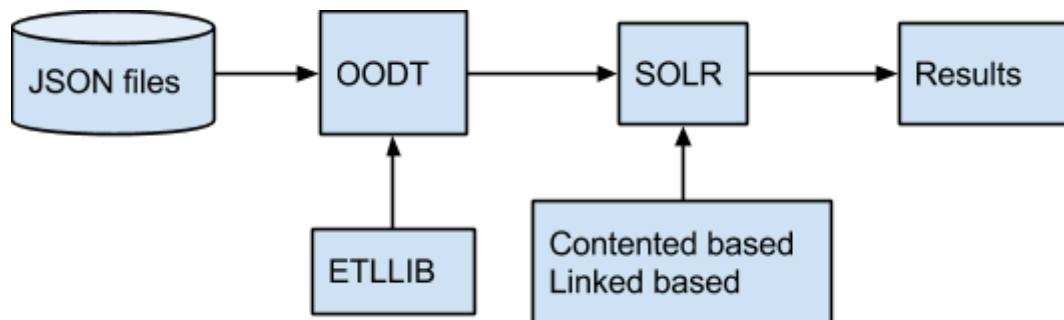 JSON files
OODT
SOLR
Results
ETLLIB
Contented based
Linked based